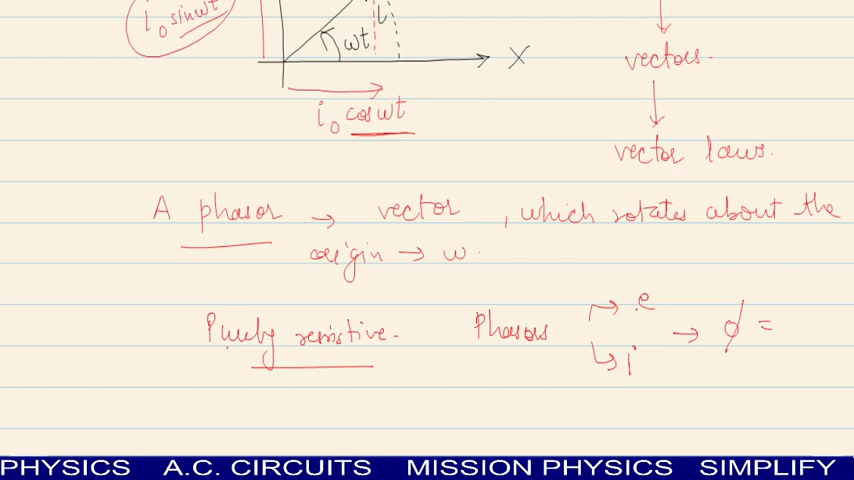 i₀ sinωt
ωt
X
i₀ cosωt
vectors.
vector laws.
A phasor → vector , which rotates about the
origin → ω.
Purely resistive. Phasors → e
→ i → ϕ =
PHYSICS A.C. CIRCUITS MISSION PHYSICS SIMPLIFY